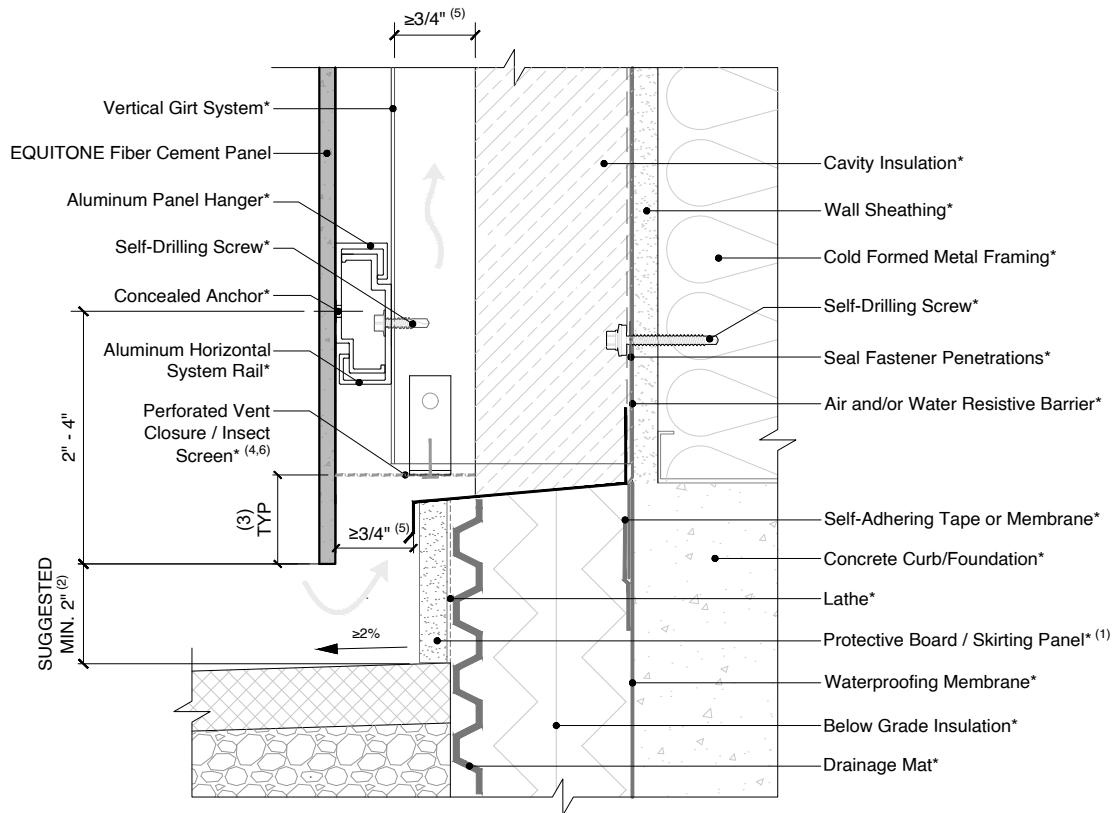 ≥3/4" (5)
Vertical Girt System*
EQUITONE Fiber Cement Panel
Aluminum Panel Hanger*
Self-Drilling Screw*
Concealed Anchor*
Aluminum Horizontal
System Rail*
Perforated Vent
Closure / Insect
Screen* (4,6)
2" - 4"
(3)
TYP
≥3/4" (5)
SUGGESTED
MIN. 2" (2)
≥2%
Cavity Insulation*
Wall Sheathing*
Cold Formed Metal Framing*
Self-Drilling Screw*
Seal Fastener Penetrations*
Air and/or Water Resistive Barrier*
Self-Adhering Tape or Membrane*
Concrete Curb/Foundation*
Lathe*
Protective Board / Skirting Panel* (1)
Waterproofing Membrane*
Below Grade Insulation*
Drainage Mat*